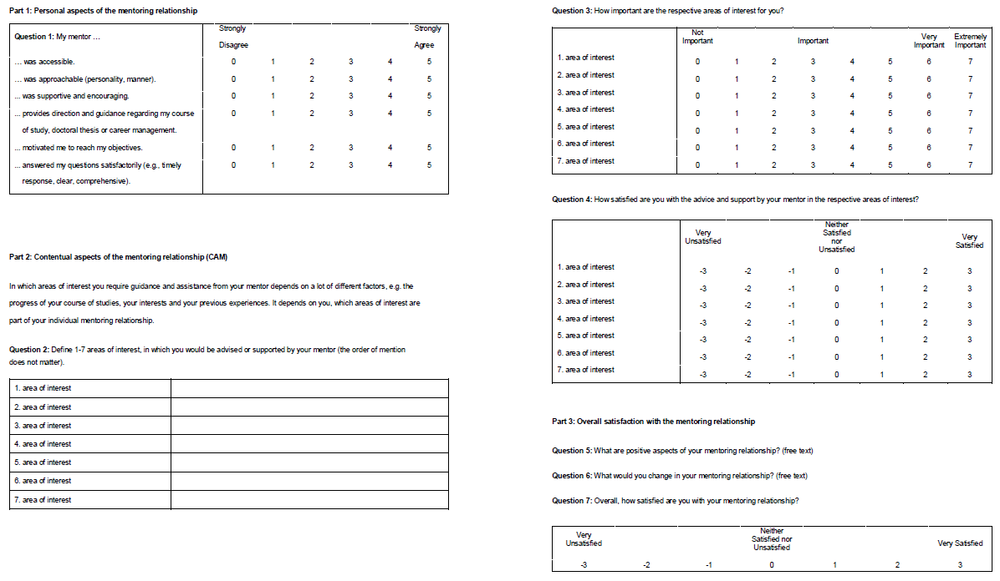 Part 1: Personal aspects of the mentoring relationship
Question 1: My mentor ...
Strongly
Disagree
Strongly
Agree
... was accessible. 0 1 2 3 4 5
... was approachable (personality, manner). 0 1 2 3 4 5
... was supportive and encouraging. 0 1 2 3 4 5
... provides direction and guidance regarding my course 0 1 2 3 4 5
of study, doctoral thesis or career management.
... motivated me to reach my objectives. 0 1 2 3 4 5
... answered my questions satisfactorily (e.g., timely 0 1 2 3 4 5
response, clear, comprehensive).
Part 2: Contentual aspects of the mentoring relationship (CAM)
In which areas of interest you require guidance and assistance from your mentor depends on a lot of different factors, e.g. the
progress of your course of studies, your interests and your previous experiences. It depends on you, which areas of interest are
part of your individual mentoring relationship.
Question 2: Define 1-7 areas of interest, in which you would be advised or supported by your mentor (the order of mention
does not matter).
1. area of interest
2. area of interest
3. area of interest
4. area of interest
5. area of interest
6. area of interest
7. area of interest
Question 3: How important are the respective areas of interest for you?
Not
Important
Important
Very
Important
Extremely
Important
1. area of interest 0 1 2 3 4 5 6 7
2. area of interest 0 1 2 3 4 5 6 7
3. area of interest 0 1 2 3 4 5 6 7
4. area of interest 0 1 2 3 4 5 6 7
5. area of interest 0 1 2 3 4 5 6 7
6. area of interest 0 1 2 3 4 5 6 7
7. area of interest 0 1 2 3 4 5 6 7
Question 4: How satisfied are you with the advice and support by your mentor in the respective areas of interest?
Very
Unsatisfied
Neither
Satisfied
nor
Unsatisfied
Very
Satisfied
1. area of interest -3 -2 -1 0 1 2 3
2. area of interest -3 -2 -1 0 1 2 3
3. area of interest -3 -2 -1 0 1 2 3
4. area of interest -3 -2 -1 0 1 2 3
5. area of interest -3 -2 -1 0 1 2 3
6. area of interest -3 -2 -1 0 1 2 3
7. area of interest -3 -2 -1 0 1 2 3
Part 3: Overall satisfaction with the mentoring relationship
Question 5: What are positive aspects of your mentoring relationship? (free text)
Question 6: What would you change in your mentoring relationship? (free text)
Question 7: Overall, how satisfied are you with your mentoring relationship?
Very
Unsatisfied
Neither
Satisfied nor
Unsatisfied
Very Satisfied
-3 -2 -1 0 1 2 3